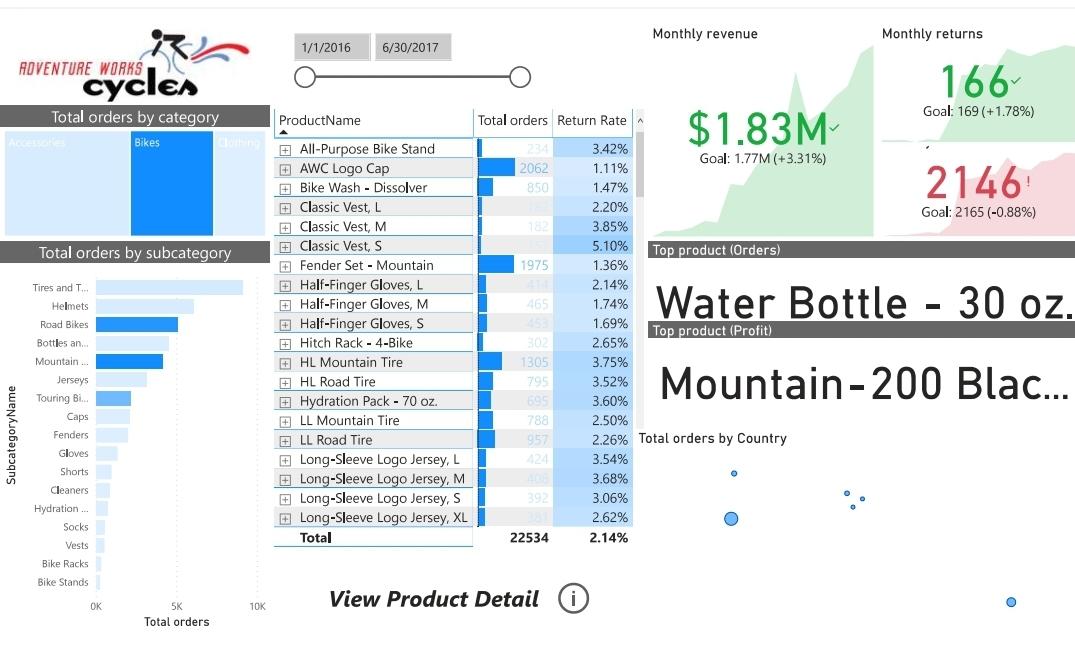 ADVENTURE WORKS
cycles
1/1/2016
6/30/2017
Total orders by category
Accessories
Bikes
Clothing
Total orders by subcategory
SubcategoryName
Tires and T...
Helmets
Road Bikes
Bottles an...
Mountain ...
Jerseys
Touring Bi...
Caps
Fenders
Gloves
Shorts
Cleaners
Hydration ...
Socks
Vests
Bike Racks
Bike Stands
0K 5K 10K
Total orders
ProductName Total orders Return Rate
All-Purpose Bike Stand 234 3.42%
AWC Logo Cap 2062 1.11%
Bike Wash - Dissolver 850 1.47%
Classic Vest, L 2.20%
Classic Vest, M 182 3.85%
Classic Vest, S 5.10%
Fender Set - Mountain 1975 1.36%
Half-Finger Gloves, L 414 2.14%
Half-Finger Gloves, M 465 1.74%
Half-Finger Gloves, S 453 1.69%
Hitch Rack - 4-Bike 302 2.65%
HL Mountain Tire 1305 3.75%
HL Road Tire 795 3.52%
Hydration Pack - 70 oz. 695 3.60%
LL Mountain Tire 788 2.50%
LL Road Tire 957 2.26%
Long-Sleeve Logo Jersey, L 424 3.54%
Long-Sleeve Logo Jersey, M 408 3.68%
Long-Sleeve Logo Jersey, S 392 3.06%
Long-Sleeve Logo Jersey, XL 381 2.62%
Total 22534 2.14%
View Product Detail
Monthly revenue
$1.83M
Goal: 1.77M (+3.31%)
Monthly returns
166
Goal: 169 (+1.78%)
2146!
Goal: 2165 (-0.88%)
Top product (Orders)
Water Bottle - 30 oz.
Top product (Profit)
Mountain-200 Blac...
Total orders by Country